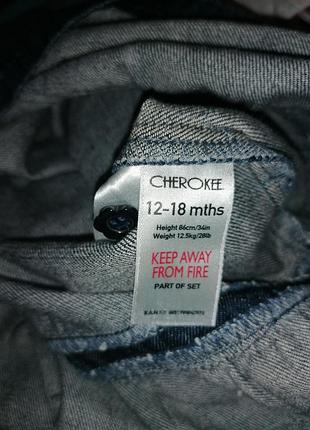 CHEROKEE
12-18 mths
Height 86cm/34in
Weight 12.5kg/28lb
KEEP AWAY
FROM FIRE
PART OF SET